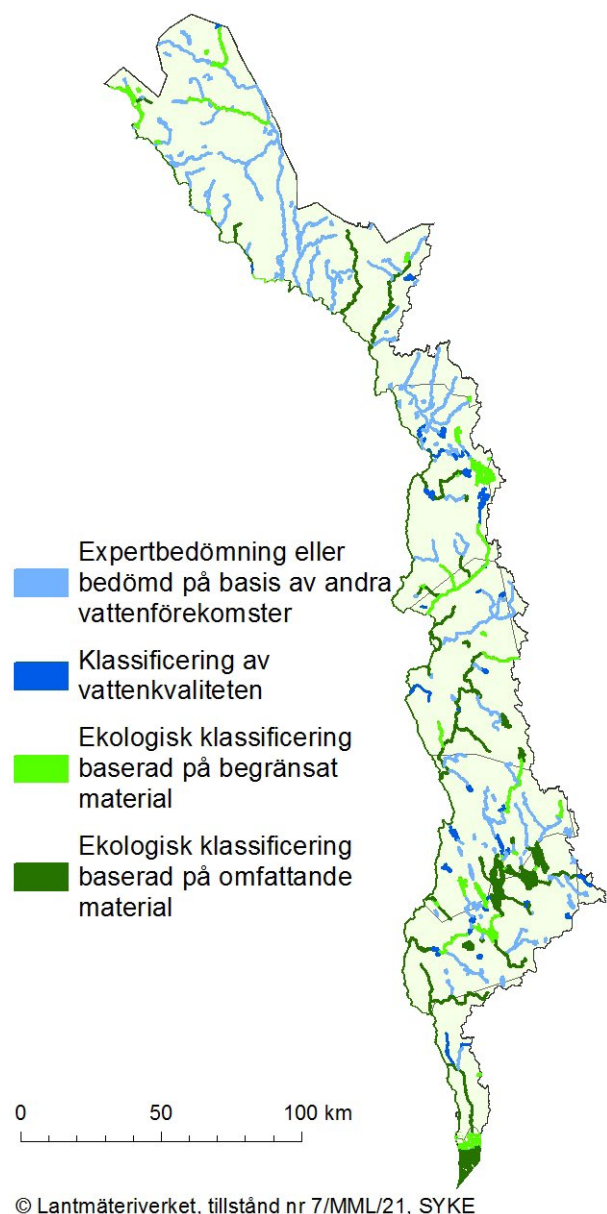 Expertbedömning eller
bedömd på basis av andra
vattenförekomster
Klassificering av
vattenkvaliteten
Ekologisk klassificering
baserad på begränsat
material
Ekologisk klassificering
baserad på omfattande
material
0 50 100 km
© Lantmäteriverket, tillstånd nr 7/MML/21, SYKE